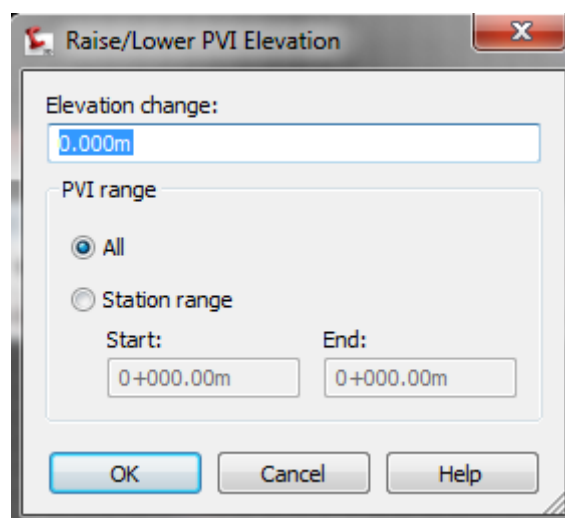 Raise/Lower PVI Elevation
Elevation change:
0.000m
PVI range
All
Station range
Start: End:
0+000.00m 0+000.00m
OK Cancel Help